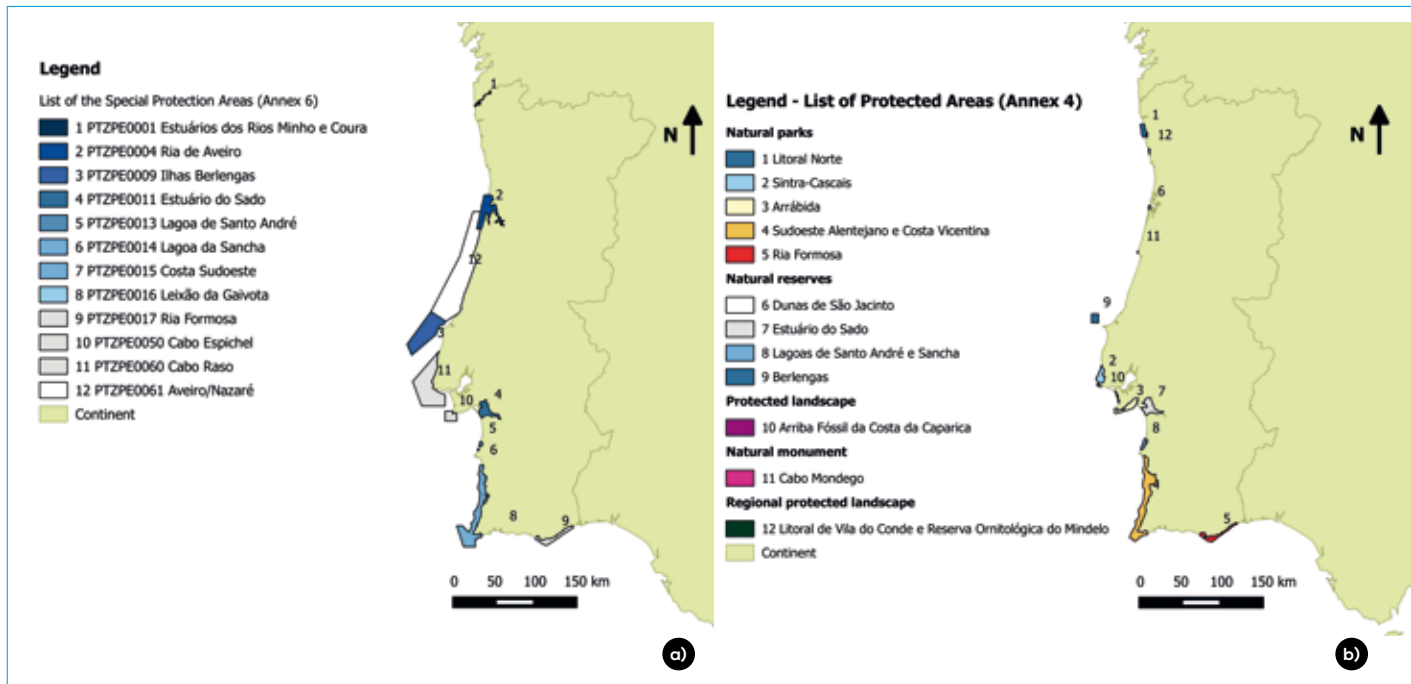 Legend
List of the Special Protection Areas (Annex 6)
1 PTZPE0001 Estuários dos Rios Minho e Coura
2 PTZPE0004 Ria de Aveiro
3 PTZPE0009 Ilhas Berlengas
4 PTZPE0011 Estuário do Sado
5 PTZPE0013 Lagoa de Santo André
6 PTZPE0014 Lagoa da Sancha
7 PTZPE0015 Costa Sudoeste
8 PTZPE0016 Leixão da Gaivota
9 PTZPE0017 Ria Formosa
10 PTZPE0050 Cabo Espichel
11 PTZPE0060 Cabo Raso
12 PTZPE0061 Aveiro/Nazaré
Continent
1
N
2
12
3
11
10
4
5
6
8
9
0 50 100 150 km
a)
Legend - List of Protected Areas (Annex 4)
Natural parks
1 Litoral Norte
2 Sintra-Cascais
3 Arrábida
4 Sudoeste Alentejano e Costa Vicentina
5 Ria Formosa
Natural reserves
6 Dunas de São Jacinto
7 Estuário do Sado
8 Lagoas de Santo André e Sancha
9 Berlengas
Protected landscape
10 Arriba Fóssil da Costa da Caparica
Natural monument
11 Cabo Mondego
Regional protected landscape
12 Litoral de Vila do Conde e Reserva Ornitológica do Mindelo
Continent
1
12
N
6
11
9
2
10
3 7
8
5
0 50 100 150 km
b)